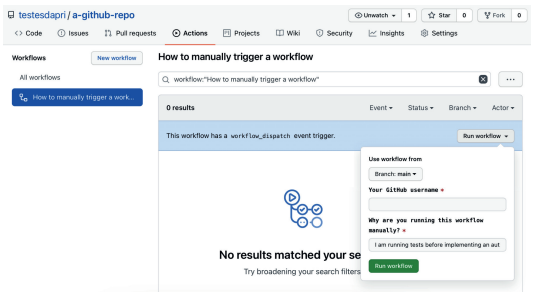 testesdapri / a-github-repo
Unwatch 1 Star 0 Fork 0
Code Issues Pull requests Actions Projects Wiki Security Insights Settings
Workflows
New workflow
All workflows
How to manually trigger a work...
How to manually trigger a workflow
workflow:"How to manually trigger a workflow"
0 results
Event Status Branch Actor
This workflow has a workflow_dispatch event trigger.
Run workflow
Use workflow from
Branch: main
Your GitHub username *
Why are you running this workflow
manually? *
I am running tests before implementing an aut
Run workflow
No results matched your se
Try broadening your search filters